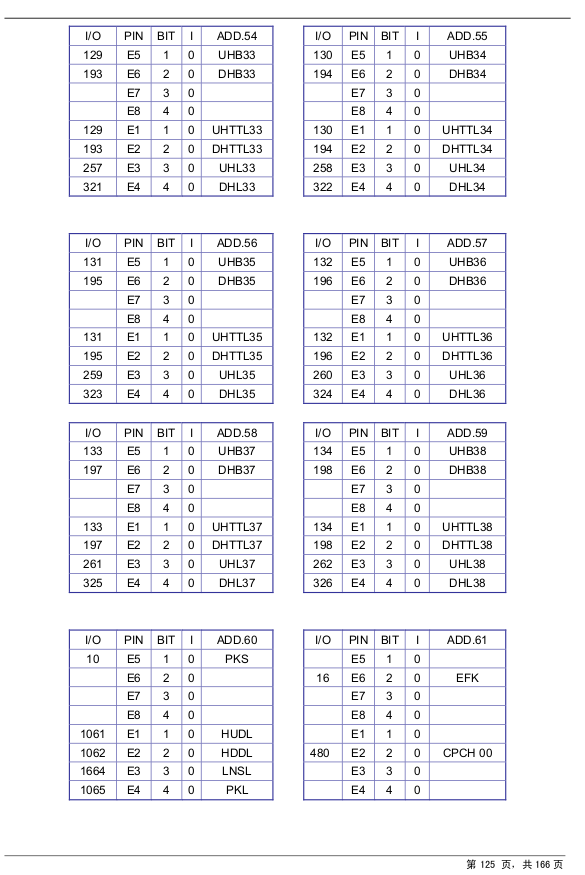 I/O PIN BIT I ADD.54
129 E5 1 0 UHB33
193 E6 2 0 DHB33
E7 3 0
E8 4 0
129 E1 1 0 UHTTL33
193 E2 2 0 DHTTL33
257 E3 3 0 UHL33
321 E4 4 0 DHL33
I/O PIN BIT I ADD.55
130 E5 1 0 UHB34
194 E6 2 0 DHB34
E7 3 0
E8 4 0
130 E1 1 0 UHTTL34
194 E2 2 0 DHTTL34
258 E3 3 0 UHL34
322 E4 4 0 DHL34
I/O PIN BIT I ADD.56
131 E5 1 0 UHB35
195 E6 2 0 DHB35
E7 3 0
E8 4 0
131 E1 1 0 UHTTL35
195 E2 2 0 DHTTL35
259 E3 3 0 UHL35
323 E4 4 0 DHL35
I/O PIN BIT I ADD.57
132 E5 1 0 UHB36
196 E6 2 0 DHB36
E7 3 0
E8 4 0
132 E1 1 0 UHTTL36
196 E2 2 0 DHTTL36
260 E3 3 0 UHL36
324 E4 4 0 DHL36
I/O PIN BIT I ADD.58
133 E5 1 0 UHB37
197 E6 2 0 DHB37
E7 3 0
E8 4 0
133 E1 1 0 UHTTL37
197 E2 2 0 DHTTL37
261 E3 3 0 UHL37
325 E4 4 0 DHL37
I/O PIN BIT I ADD.59
134 E5 1 0 UHB38
198 E6 2 0 DHB38
E7 3 0
E8 4 0
134 E1 1 0 UHTTL38
198 E2 2 0 DHTTL38
262 E3 3 0 UHL38
326 E4 4 0 DHL38
I/O PIN BIT I ADD.60
10 E5 1 0 PKS
E6 2 0
E7 3 0
E8 4 0
1061 E1 1 0 HUDL
1062 E2 2 0 HDDL
1664 E3 3 0 LNSL
1065 E4 4 0 PKL
I/O PIN BIT I ADD.61
E5 1 0
16 E6 2 0 EFK
E7 3 0
E8 4 0
E1 1 0
480 E2 2 0 CPCH 00
E3 3 0
E4 4 0
第 125 页，共 166 页